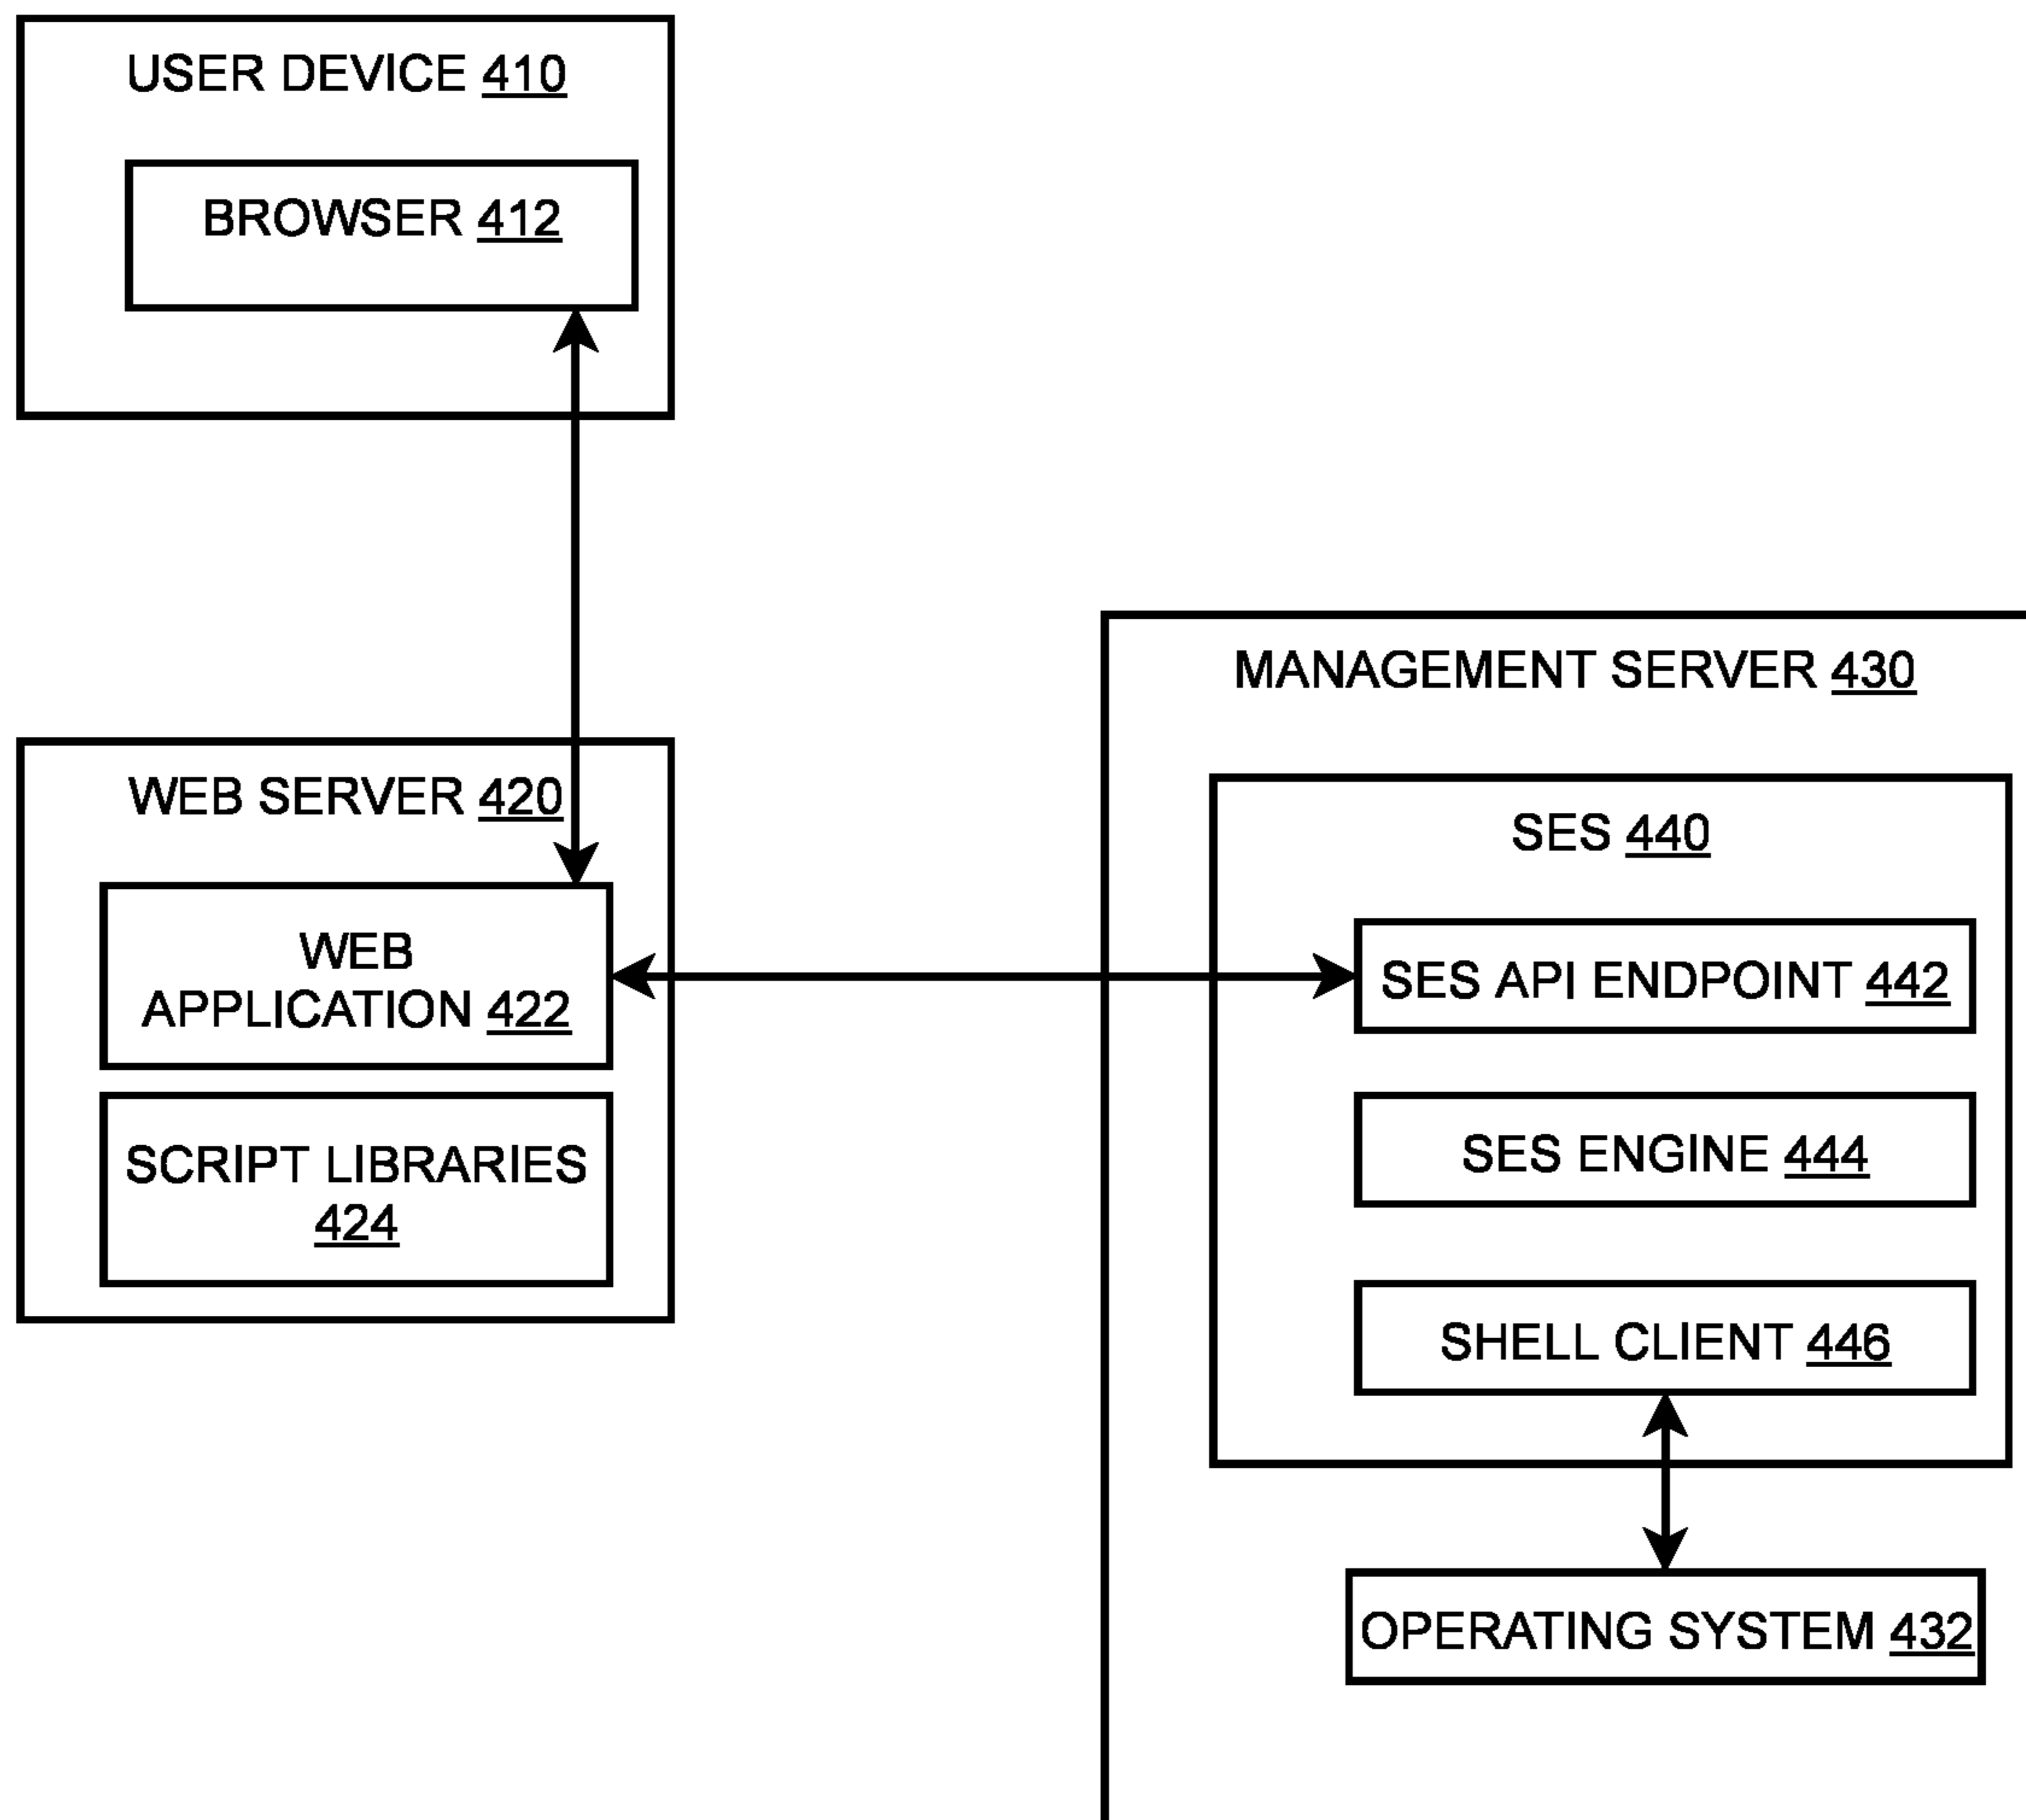 USER DEVICE 410
BROWSER 412
WEB SERVER 420
WEB
APPLICATION 422
SCRIPT LIBRARIES
424
MANAGEMENT SERVER 430
SES 440
SES API ENDPOINT 442
SES ENGINE 444
SHELL CLIENT 446
OPERATING SYSTEM 432